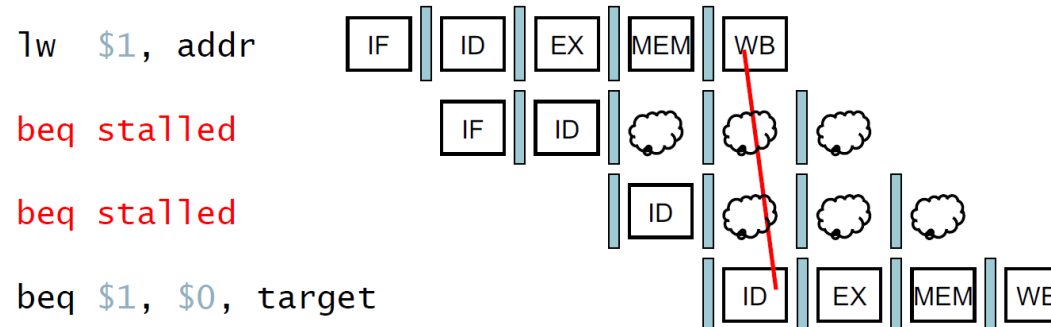 lw $1, addr IF ID EX MEM WB
beq stalled IF ID
beq stalled ID
beq $1, $0, target ID EX MEM WB